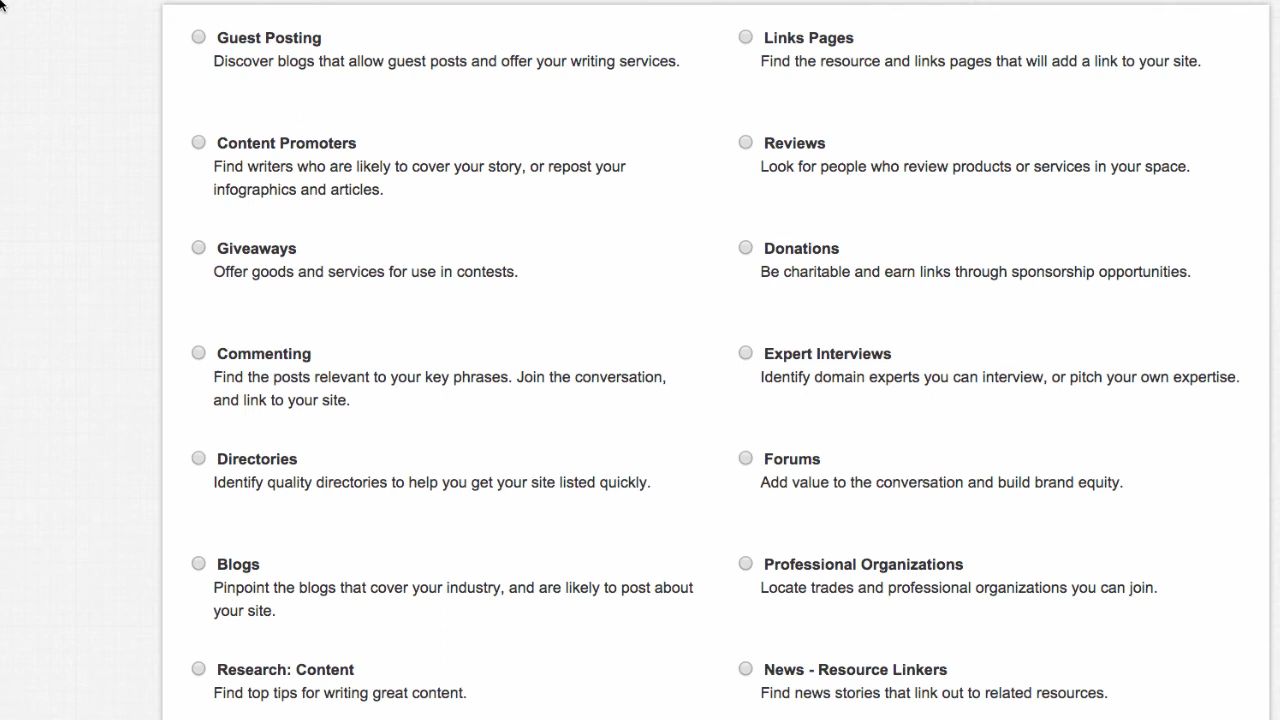 Guest Posting
Discover blogs that allow guest posts and offer your writing services.
Links Pages
Find the resource and links pages that will add a link to your site.
Content Promoters
Find writers who are likely to cover your story, or repost your
infographics and articles.
Reviews
Look for people who review products or services in your space.
Giveaways
Offer goods and services for use in contests.
Donations
Be charitable and earn links through sponsorship opportunities.
Commenting
Find the posts relevant to your key phrases. Join the conversation,
and link to your site.
Expert Interviews
Identify domain experts you can interview, or pitch your own expertise.
Directories
Identify quality directories to help you get your site listed quickly.
Forums
Add value to the conversation and build brand equity.
Blogs
Pinpoint the blogs that cover your industry, and are likely to post about
your site.
Professional Organizations
Locate trades and professional organizations you can join.
Research: Content
Find top tips for writing great content.
News - Resource Linkers
Find news stories that link out to related resources.